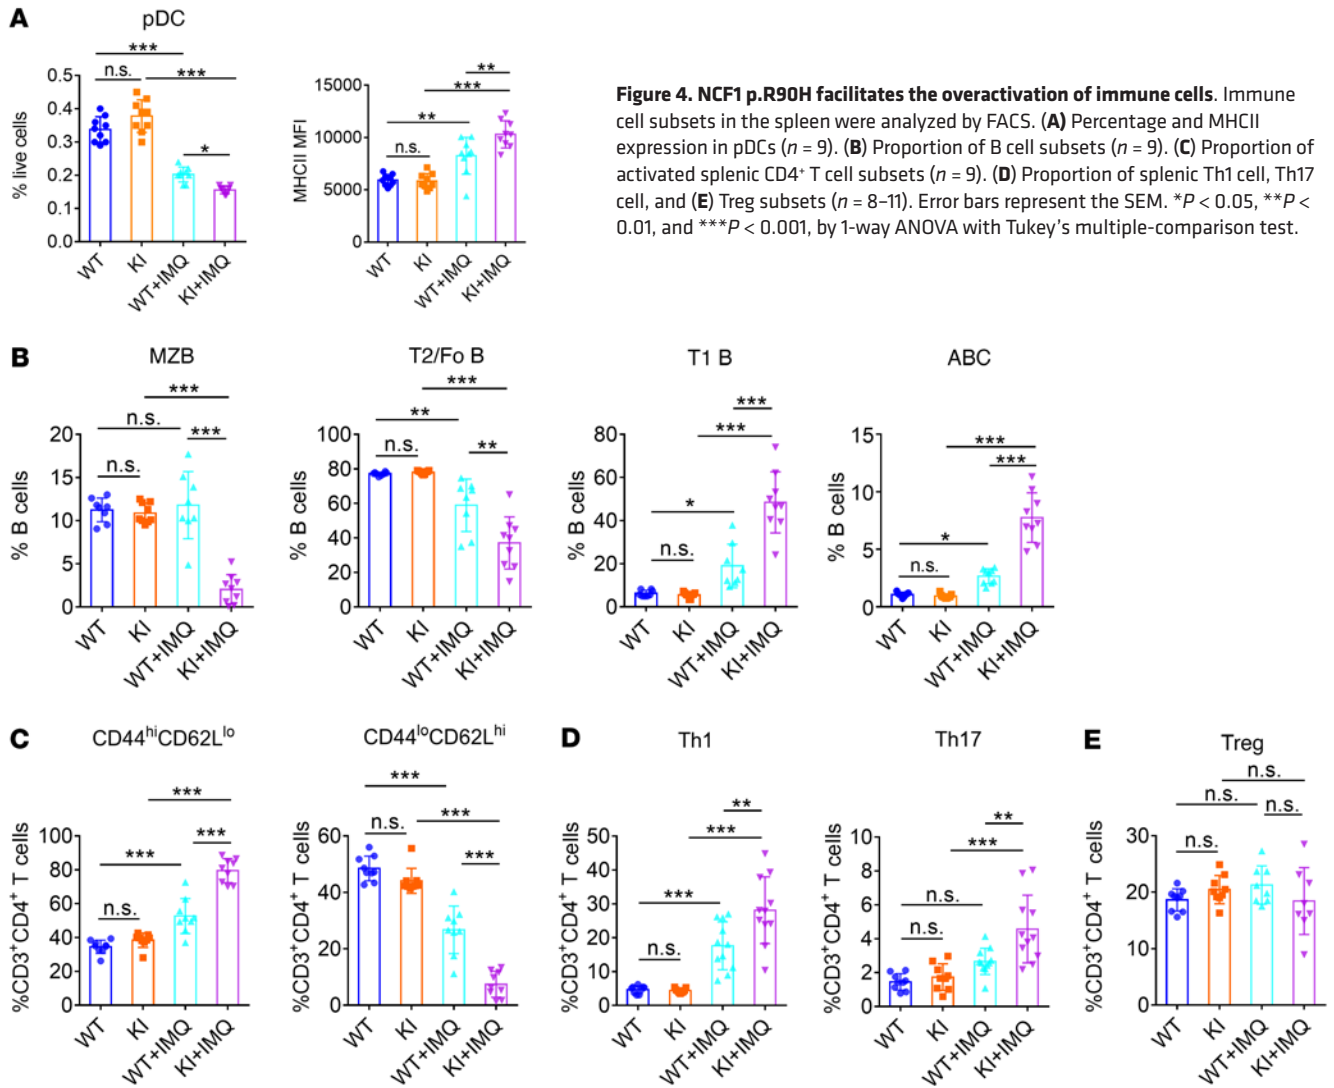 A
pDC
***
n.s.
***
*
% live cells
0.5
0.4
0.3
0.2
0.1
0.0
WT
KI
WT+IMQ
KI+IMQ
**
***
**
n.s.
MHCII MFI
15000
10000
5000
0
WT
KI
WT+IMQ
KI+IMQ
Figure 4. NCF1 p.R90H facilitates the overactivation of immune cells. Immune
cell subsets in the spleen were analyzed by FACS. (A) Percentage and MHCII
expression in pDCs (n = 9). (B) Proportion of B cell subsets (n = 9). (C) Proportion of
activated splenic CD4⁺ T cell subsets (n = 9). (D) Proportion of splenic Th1 cell, Th17
cell, and (E) Treg subsets (n = 8–11). Error bars represent the SEM. *P < 0.05, **P <
0.01, and ***P < 0.001, by 1-way ANOVA with Tukey's multiple-comparison test.
B
MZB
***
n.s.
***
n.s.
% B cells
20
15
10
5
0
WT
KI
WT+IMQ
KI+IMQ
T2/Fo B
***
**
n.s.
**
% B cells
100
80
60
40
20
0
WT
KI
WT+IMQ
KI+IMQ
T1 B
***
***
*
n.s.
% B cells
80
60
40
20
0
WT
KI
WT+IMQ
KI+IMQ
ABC
***
***
*
n.s.
% B cells
15
10
5
0
WT
KI
WT+IMQ
KI+IMQ
C
CD44ʰⁱCD62Lˡᵒ
***
***
***
n.s.
%CD3⁺CD4⁺ T cells
100
80
60
40
20
0
WT
KI
WT+IMQ
KI+IMQ
CD44ˡᵒCD62Lʰⁱ
***
***
n.s.
***
%CD3⁺CD4⁺ T cells
60
40
20
0
WT
KI
WT+IMQ
KI+IMQ
D
Th1
**
***
***
n.s.
%CD3⁺CD4⁺ T cells
50
40
30
20
10
0
WT
KI
WT+IMQ
KI+IMQ
Th17
**
***
n.s.
n.s.
%CD3⁺CD4⁺ T cells
10
8
6
4
2
0
WT
KI
WT+IMQ
KI+IMQ
E
Treg
n.s.
n.s.
n.s.
n.s.
%CD3⁺CD4⁺ T cells
30
20
10
0
WT
KI
WT+IMQ
KI+IMQ